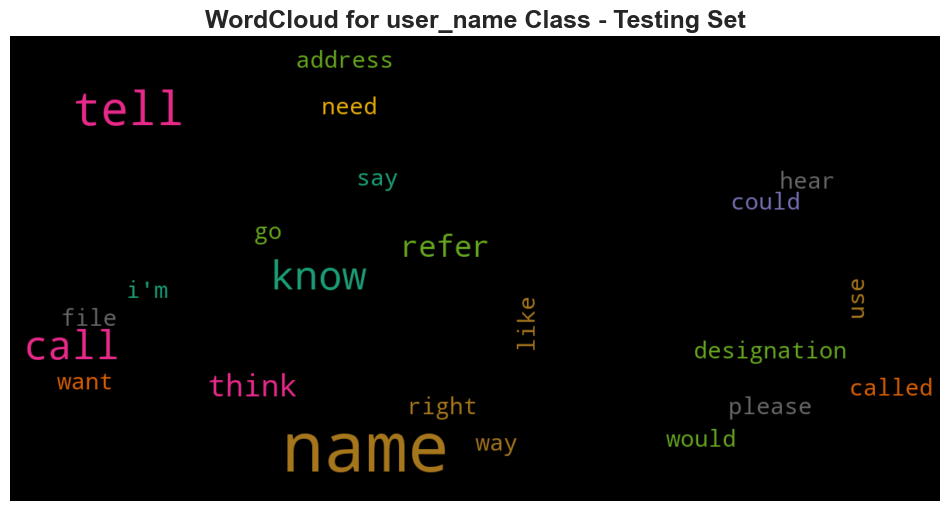 WordCloud for user_name Class - Testing Set
address
tell
need
say
hear
could
go
refer
know
i'm
use
file
like
call
designation
want
think
called
right
please
name
way
would